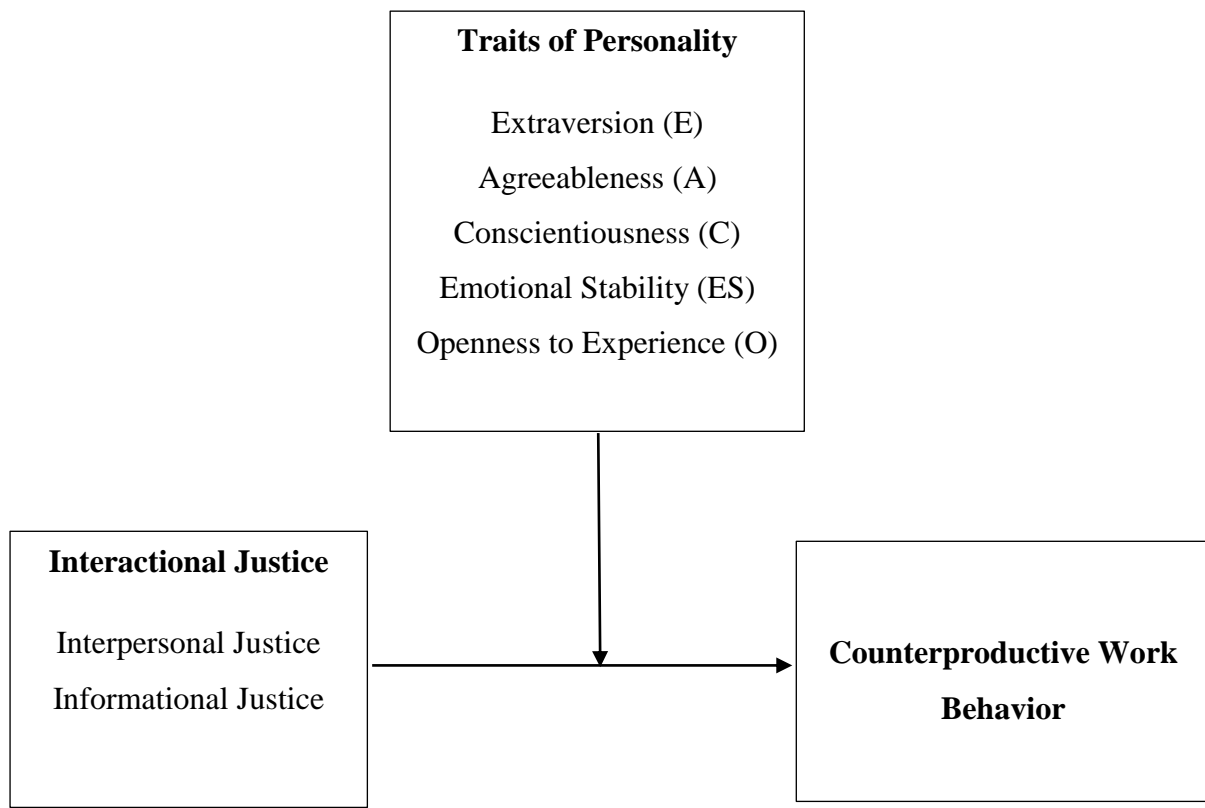 Traits of Personality
Extraversion (E)
Agreeableness (A)
Conscientiousness (C)
Emotional Stability (ES)
Openness to Experience (O)
Interactional Justice
Interpersonal Justice
Informational Justice
Counterproductive Work
Behavior